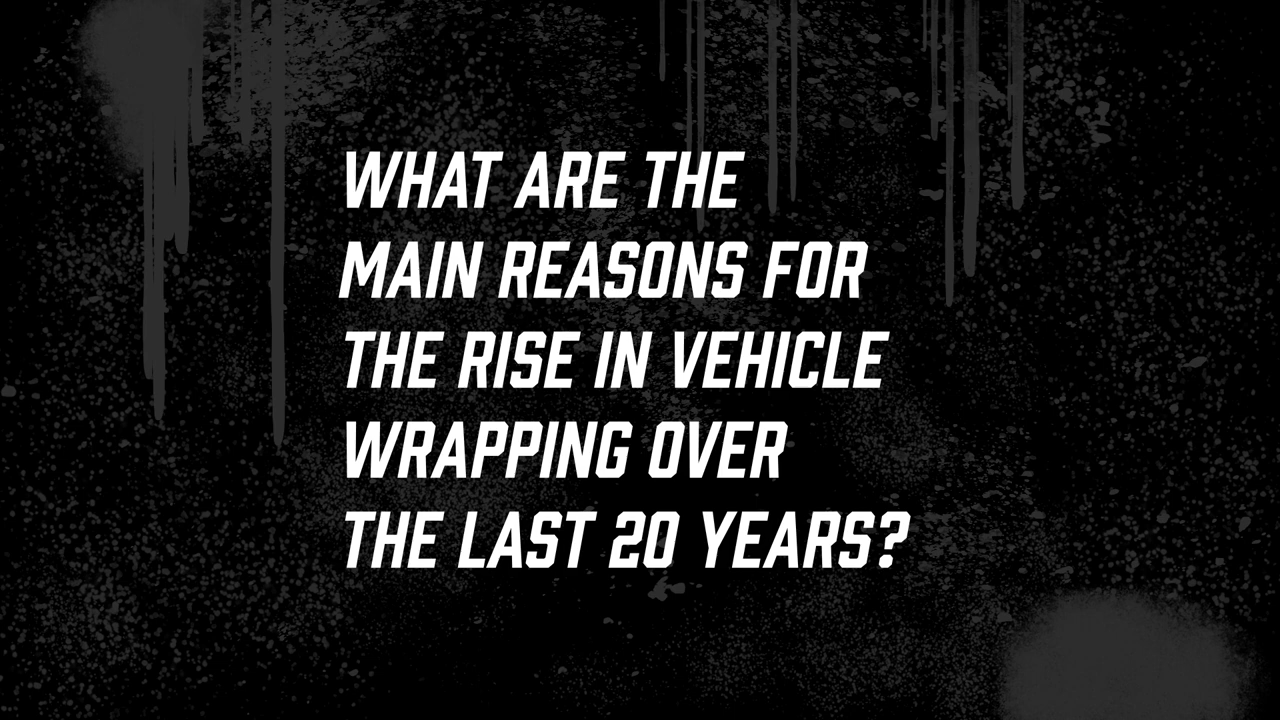 WHAT ARE THE
MAIN REASONS FOR
THE RISE IN VEHICLE
WRAPPING OVER
THE LAST 20 YEARS?